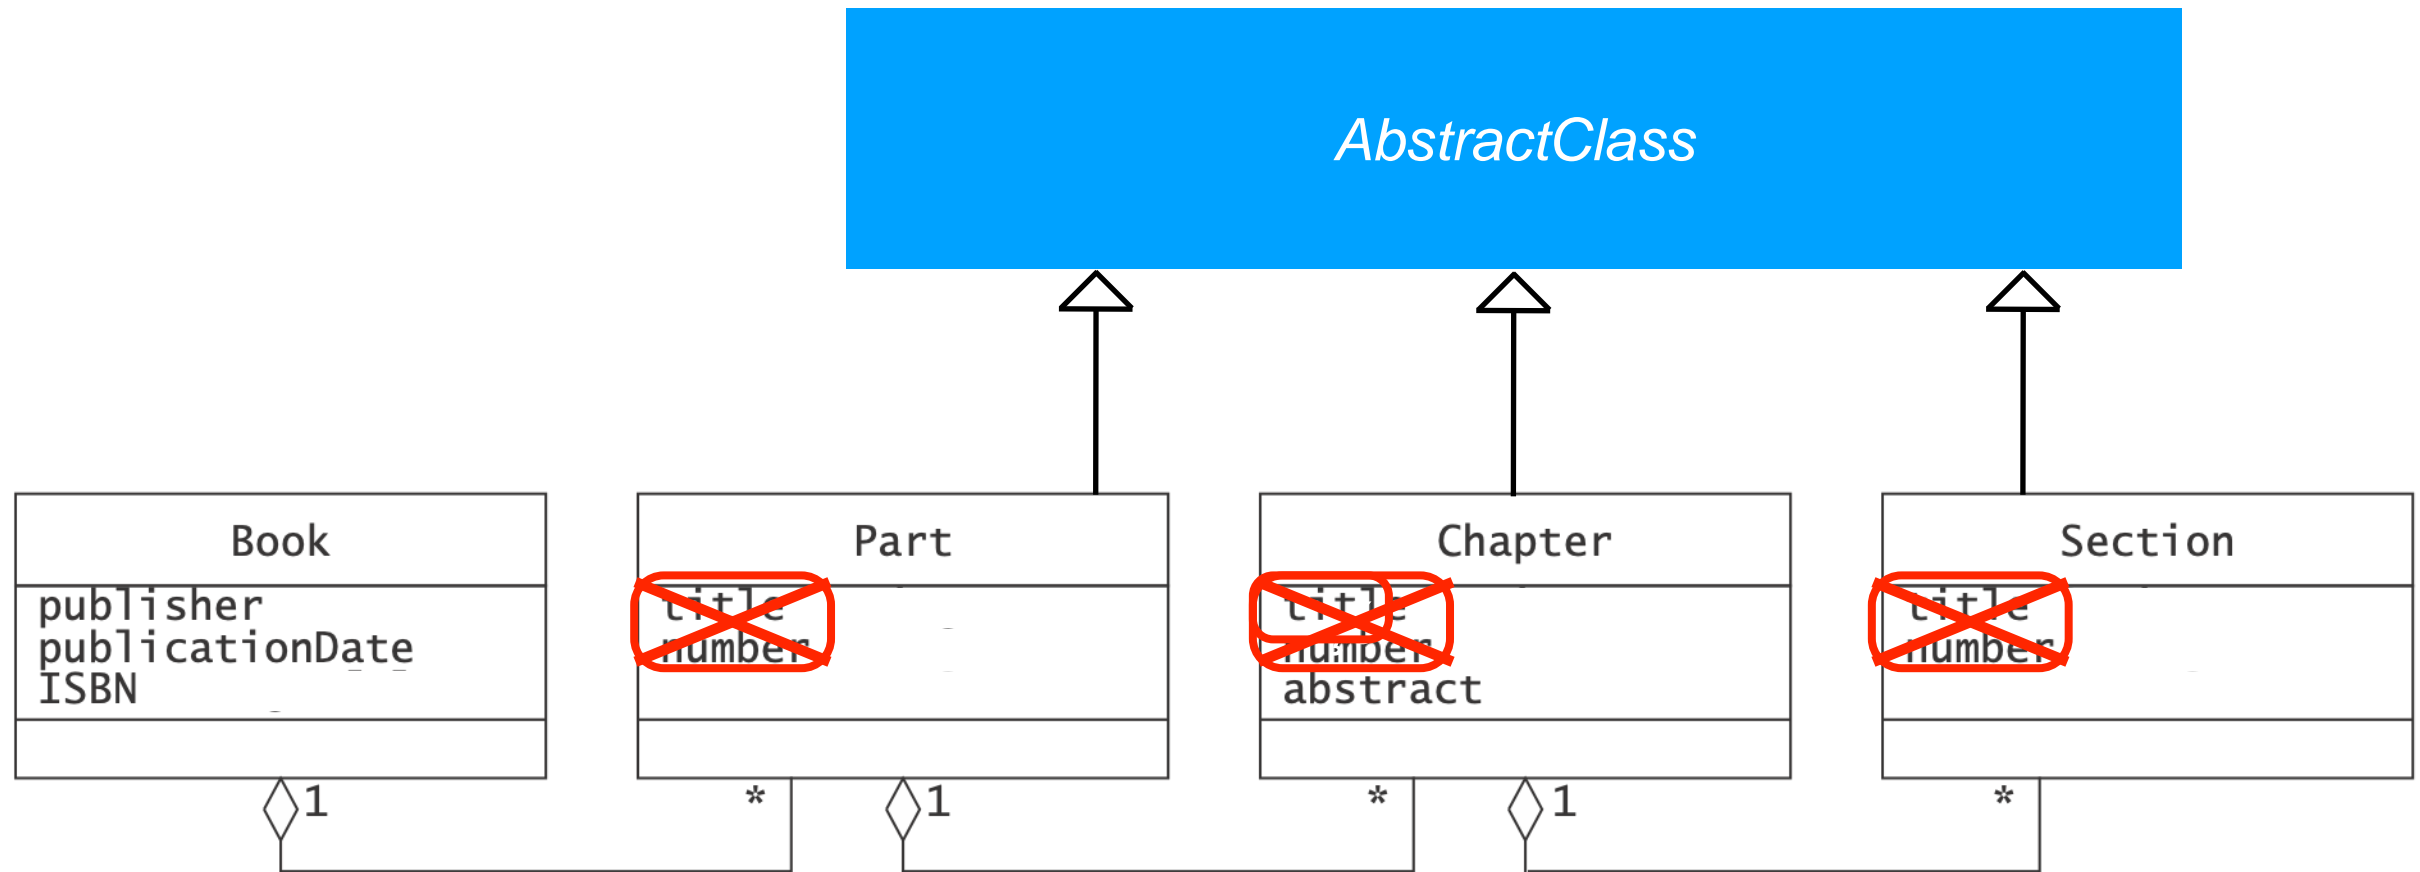 AbstractClass
Book
publisher
publicationDate
ISBN
1
Part
title
number
*
1
Chapter
title
number
abstract
*
1
Section
title
number
*